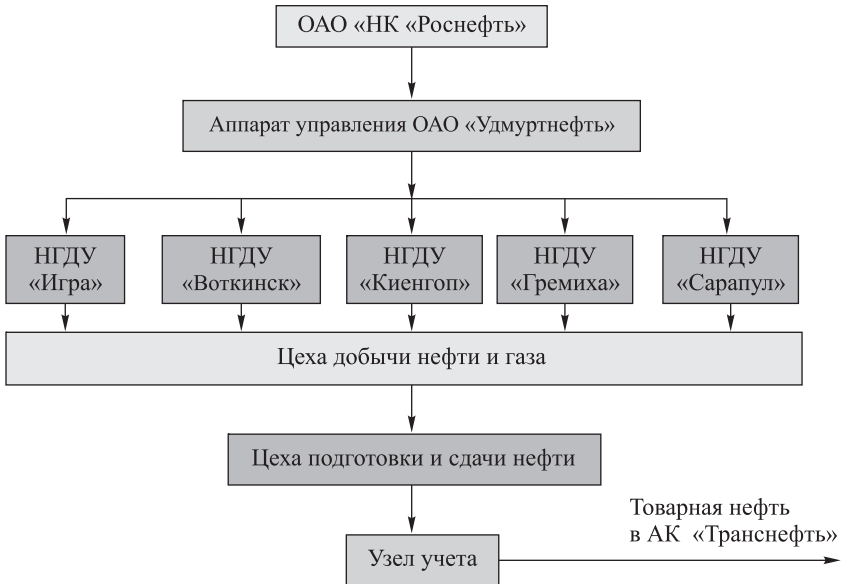 ОАО «НК «Роснефть»
Аппарат управления ОАО «Удмуртнефть»
НГДУ
«Игра»
НГДУ
«Воткинск»
НГДУ
«Киенгоп»
НГДУ
«Гремиха»
НГДУ
«Сарапул»
Цеха добычи нефти и газа
Цеха подготовки и сдачи нефти
Товарная нефть
в АК «Транснефть»
Узел учета